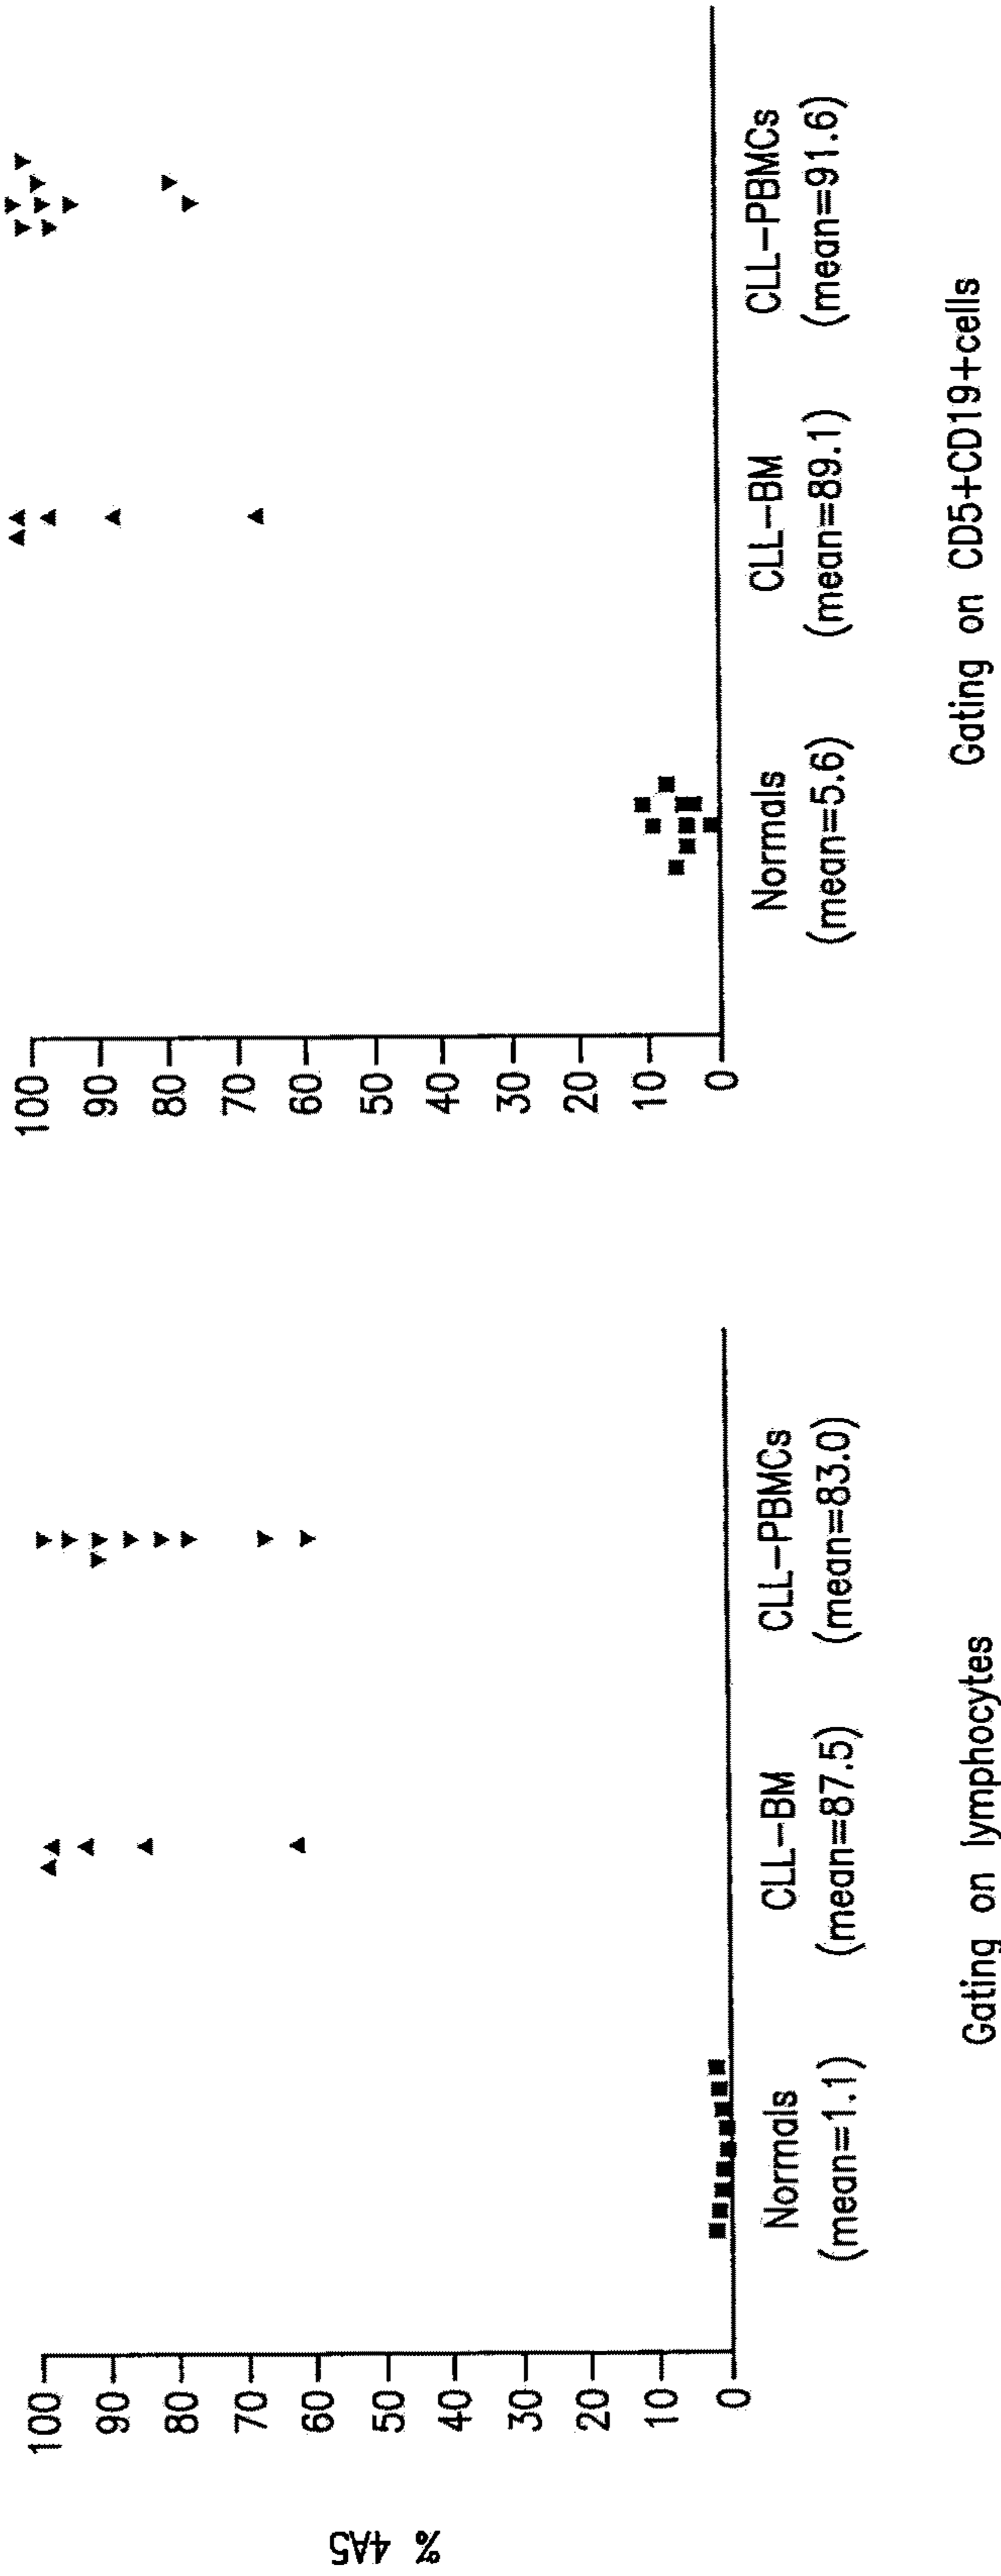 % 4A5
100
90
80
70
60
50
40
30
20
10
0
Normals
(mean=1.1)
CLL-BM
(mean=87.5)
CLL-PBMCs
(mean=83.0)
Gating on lymphocytes
100
90
80
70
60
50
40
30
20
10
0
Normals
(mean=5.6)
CLL-BM
(mean=89.1)
CLL-PBMCs
(mean=91.6)
Gating on CD5+CD19+cells